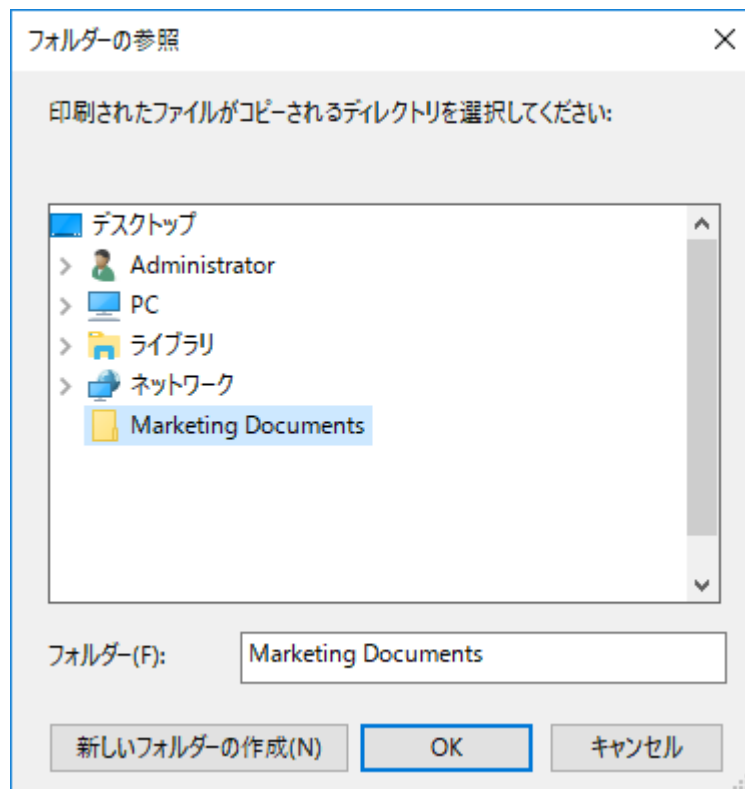 フォルダーの参照
印刷されたファイルがコピーされるディレクトリを選択してください:
デスクトップ
Administrator
PC
ライブラリ
ネットワーク
Marketing Documents
フォルダー(F):
Marketing Documents
新しいフォルダーの作成(N)
OK
キャンセル